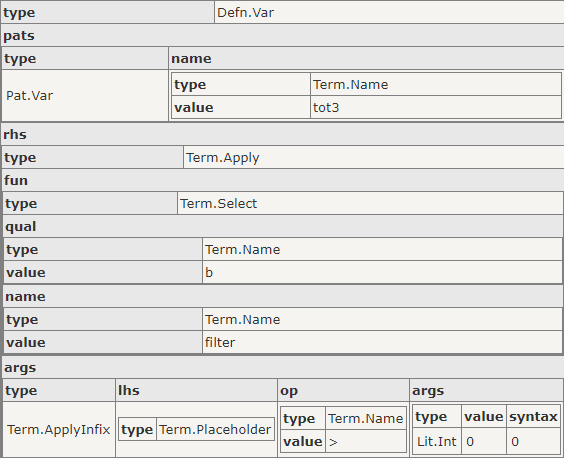 type Defn.Var
pats
type name
Pat.Var
type Term.Name
value tot3
rhs
type Term.Apply
fun
type Term.Select
qual
type Term.Name
value b
name
type Term.Name
value filter
args
type lhs op args
Term.ApplyInfix
type Term.Placeholder
type Term.Name
value >
type value syntax
Lit.Int 0 0